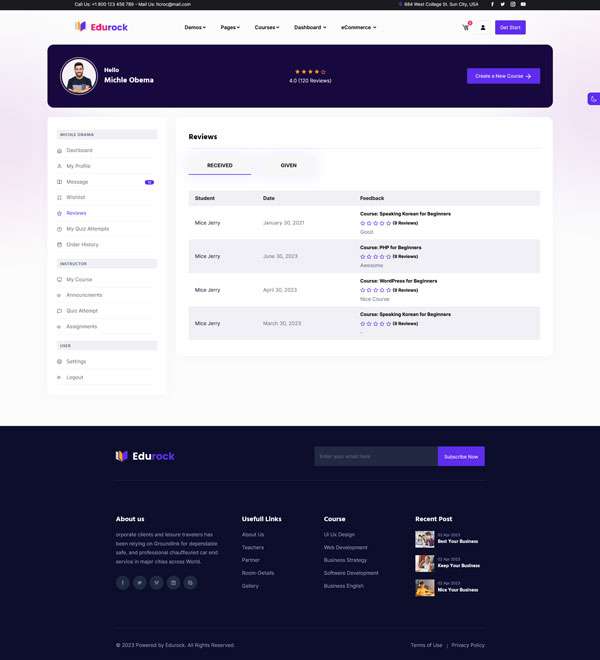 Call Us: +1 800 123 456 789 - Mail Us: Itcroc@mail.com
684 West College St. Sun City, USA
Edurock
Demos Pages Courses Dashboard eCommerce
Get Start
Hello
Michle Obema
4.0 (120 Reviews)
Create a New Course
MICHLE OBAMA
Dashboard
My Profile
Message
Wishlist
Reviews
My Quiz Attempts
Order History
INSTRUCTOR
My Course
Quiz Attempt
Assignments
USER
Settings
Logout
Reviews
RECEIVED GIVEN
Student Date Feedback
Mice Jerry January 30, 2021
Course: Speaking Korean for Beginners
(9 Reviews)
Good
Mice Jerry June 30, 2023
Course: PHP for Beginners
(9 Reviews)
Awesome
Mice Jerry April 30, 2023
Course: WordPress for Beginners
(9 Reviews)
Nice Course
Mice Jerry March 30, 2023
Course: Speaking Korean for Beginners
(9 Reviews)
..
Edurock
Enter your email here
Subscribe Now
About us
orporate clients and leisure travelers has
been relying on Groundlink for dependable
safe, and professional chauffeured car end
service in major cities across World.
Usefull Links
About Us
Teachers
Partner
Room-Details
Gallery
Course
Ui Ux Design
Web Development
Business Strategy
Softwere Development
Business English
Recent Post
02 Apr 2023
Best Your Business
02 Apr 2023
Keep Your Business
02 Apr 2023
Nice Your Business
© 2023 Powered by Edurock. All Rights Reserved.
Terms of Use | Privacy Policy